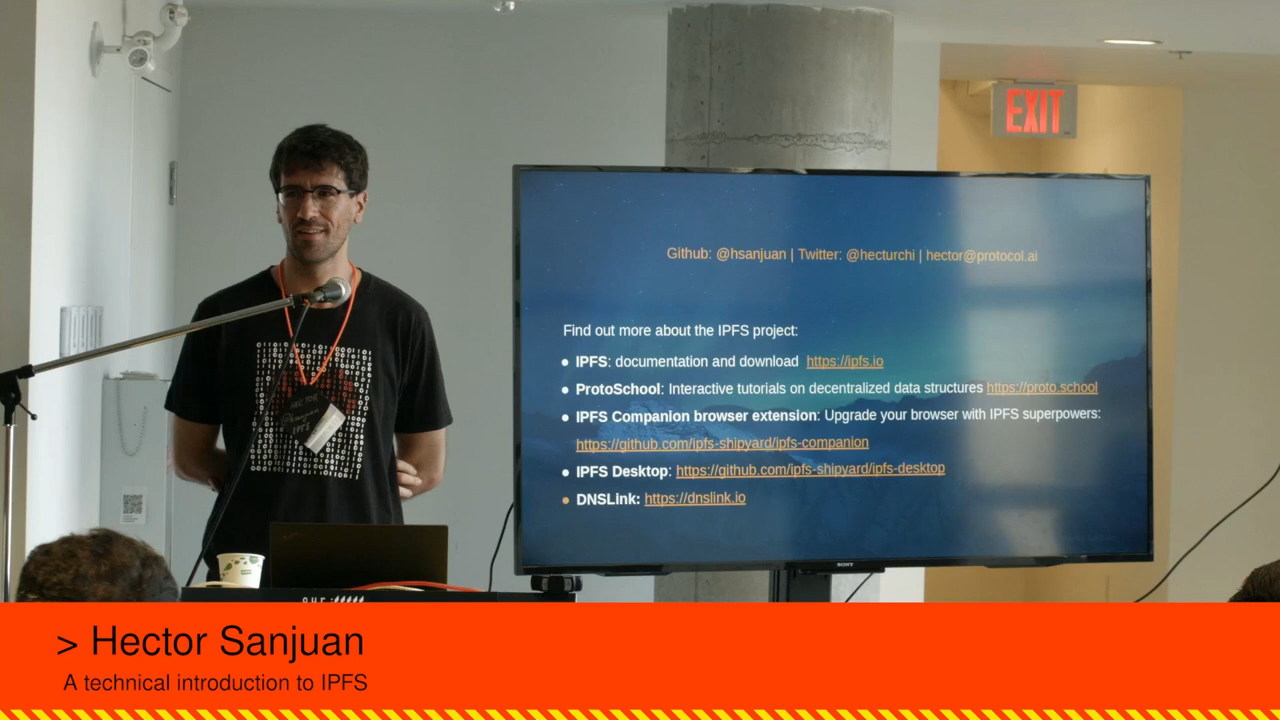 EXIT
Github: @hsanjuan | Twitter: @hecturchi | hector@protocol.ai
Find out more about the IPFS project:
● IPFS: documentation and download https://ipfs.io
● ProtoSchool: Interactive tutorials on decentralized data structures https://proto.school
● IPFS Companion browser extension: Upgrade your browser with IPFS superpowers:
https://github.com/ipfs-shipyard/ipfs-companion
● IPFS Desktop: https://github.com/ipfs-shipyard/ipfs-desktop
● DNSLink: https://dnslink.io
SONY
HECTOR
Sanjuan
IPFS
> Hector Sanjuan
A technical introduction to IPFS